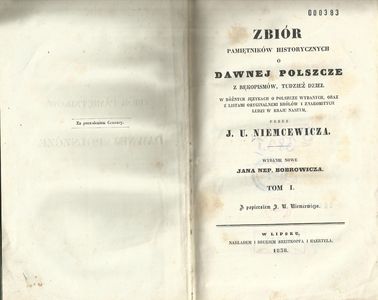 Za pozwoleniem Cenzury.
000383
ZBIÓR
PAMIĘTNIKÓW HISTORYCZNYCH
O
DAWNEJ POLSZCZE
Z RĘKOPISMÓW, TUDZIEŻ DZIEŁ
W RÓŻNYCH JĘZYKACH O POLSZCZE WYDANYCH, ORAZ
Z LISTAMI ORYGINALNEMI KRÓLÓW I ZNAKOMITYCH
LUDZI W KRAJU NASZYM,
PRZEZ
J. U. NIEMCEWICZA.
WYDANIE NOWE
JANA NEP. BOBROWICZA.
TOM I.
Z popiersiem J. U. Niemcewicza.
W LIPSKU,
NAKŁADEM I DRUKIEM BREITKOPFA I HAERTELA.
1838.